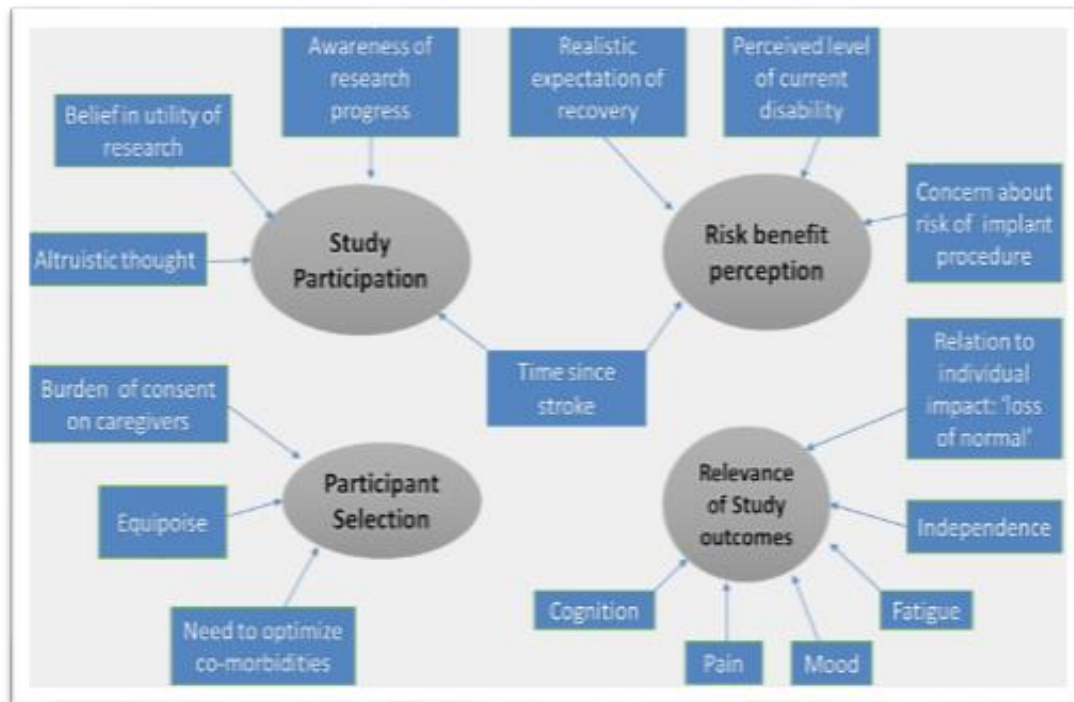 Awareness of
research
progress
Realistic
expectation of
recovery
Perceived level
of current
disability
Belief in utility of
research
Concern about
risk of implant
procedure
Altruistic thought
Study
Participation
Risk benefit
perception
Time since
stroke
Relation to
individual
impact: ‘loss
of normal’
Burden of consent
on caregivers
Participant
Selection
Equipoise
Need to optimize
co-morbidities
Relevance
of Study
outcomes
Independence
Cognition
Pain
Mood
Fatigue